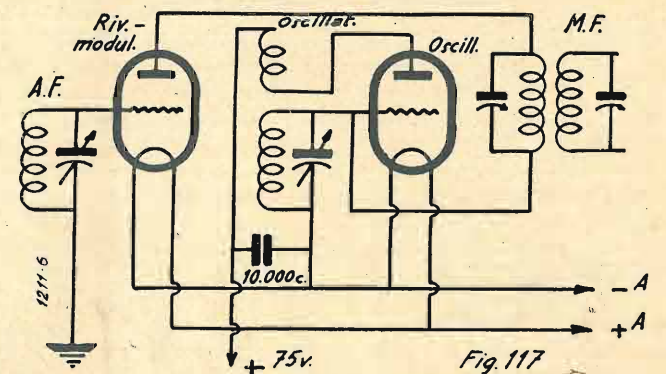 Riv.-
modul.
oscillat.
Oscill.
M.F.
A.F.
10.000c.
1211-6
- A
+ A
+ 75v.
Fig. 117